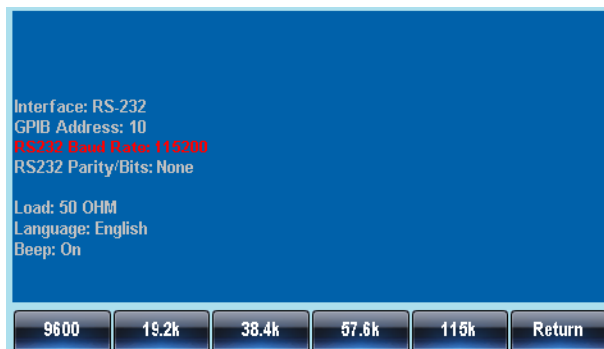 Interface: RS-232
GPIB Address: 10
RS232 Baud Rate: 115200
RS232 Parity/Bits: None
Load: 50 OHM
Language: English
Beep: On
9600 19.2k 38.4k 57.6k 115k Return